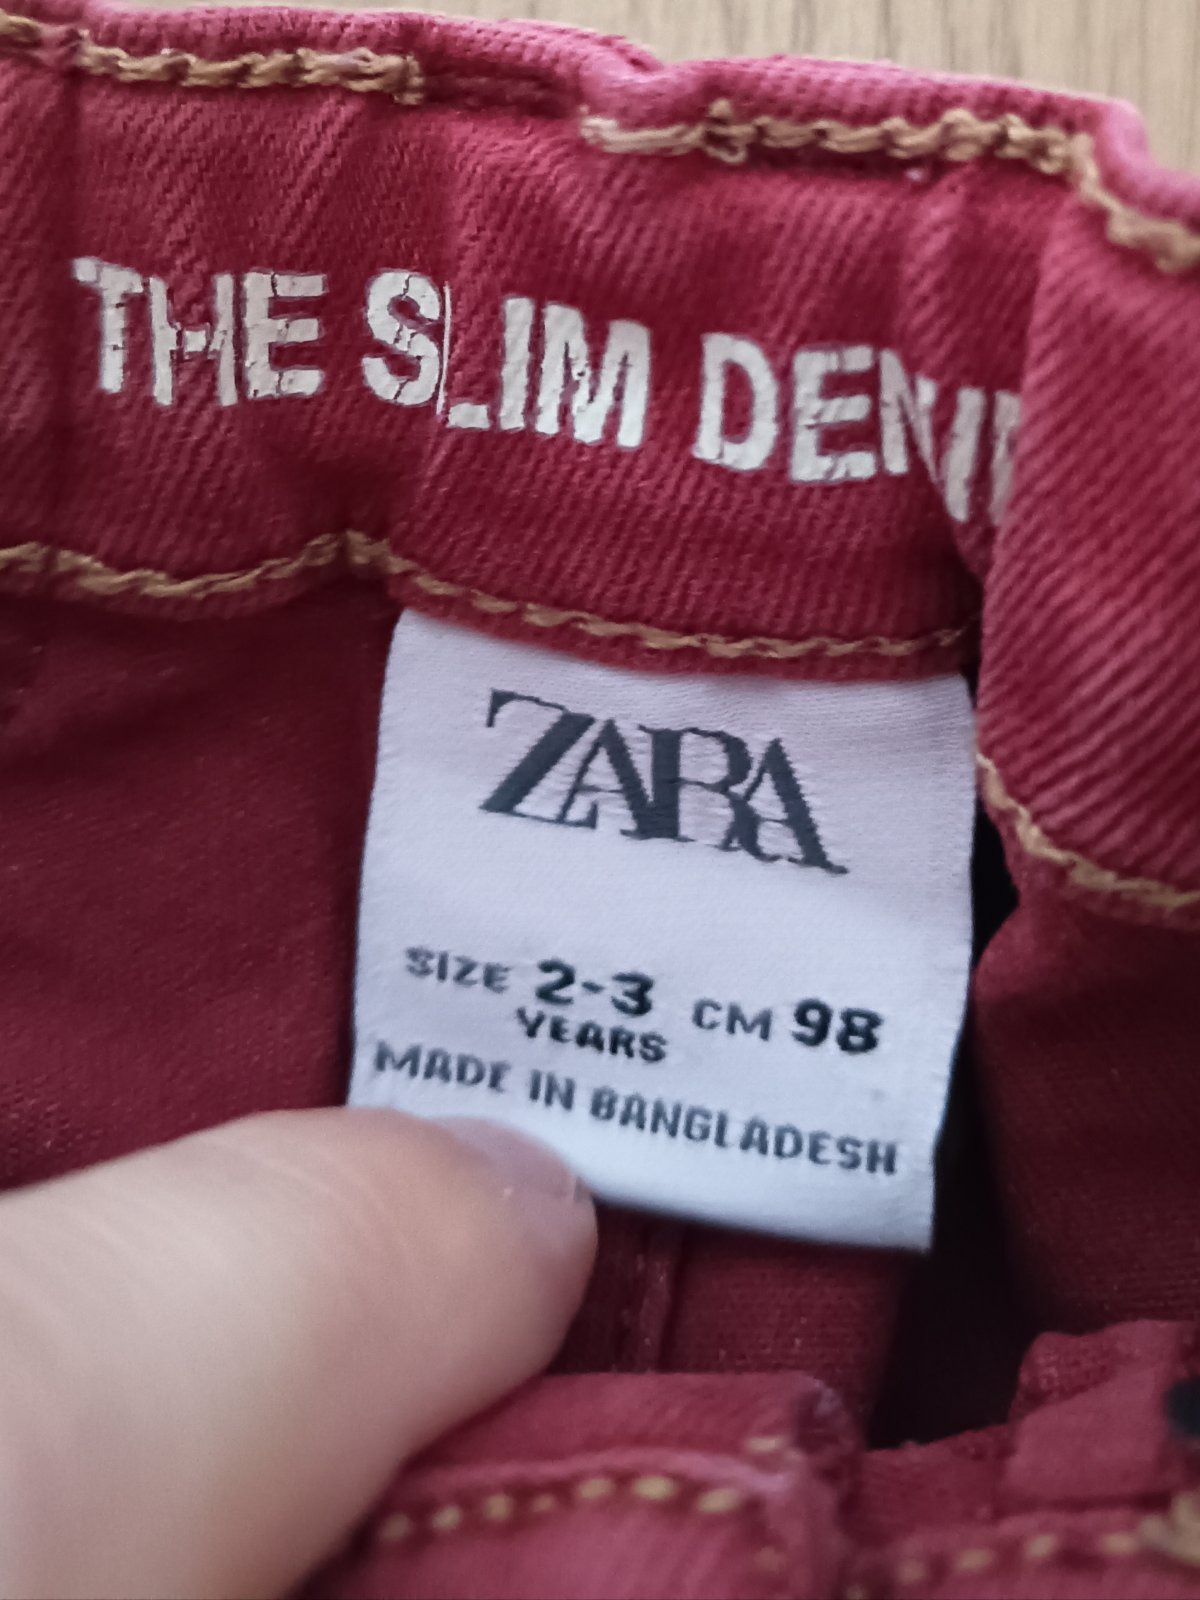 THE SLIM DENI
ZARA
SIZE 2-3 CM 98
YEARS
MADE IN BANGLADESH